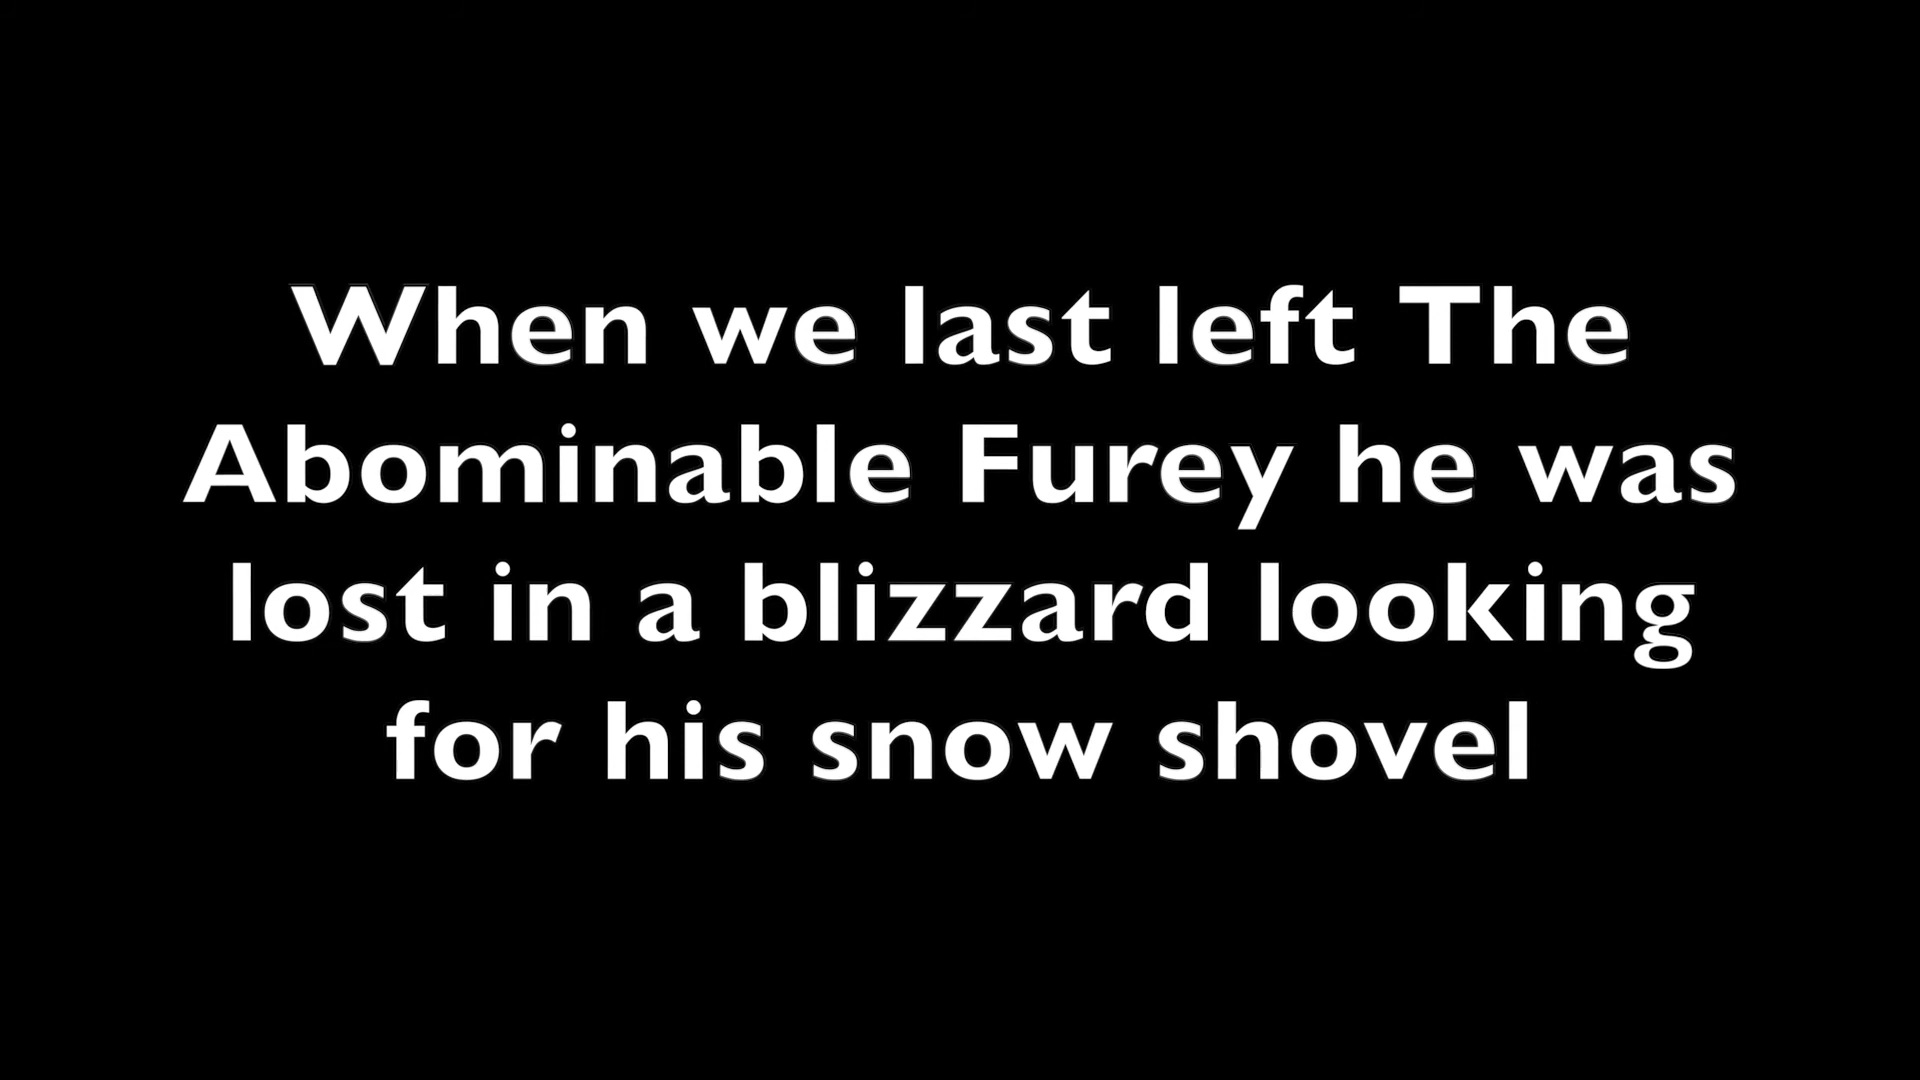 When we last left The
Abominable Furey he was
lost in a blizzard looking
for his snow shovel